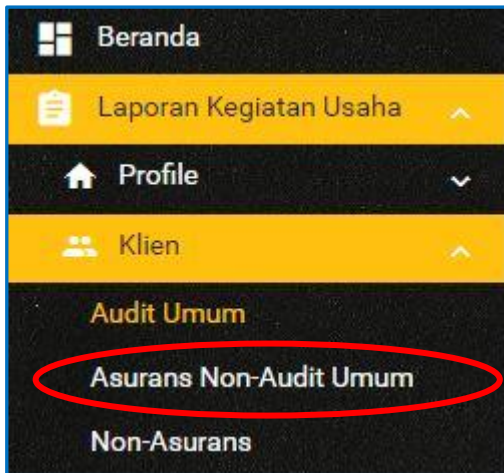 Beranda
Laporan Kegiatan Usaha
Profile
Klien
Audit Umum
Asurans Non-Audit Umum
Non-Asurans